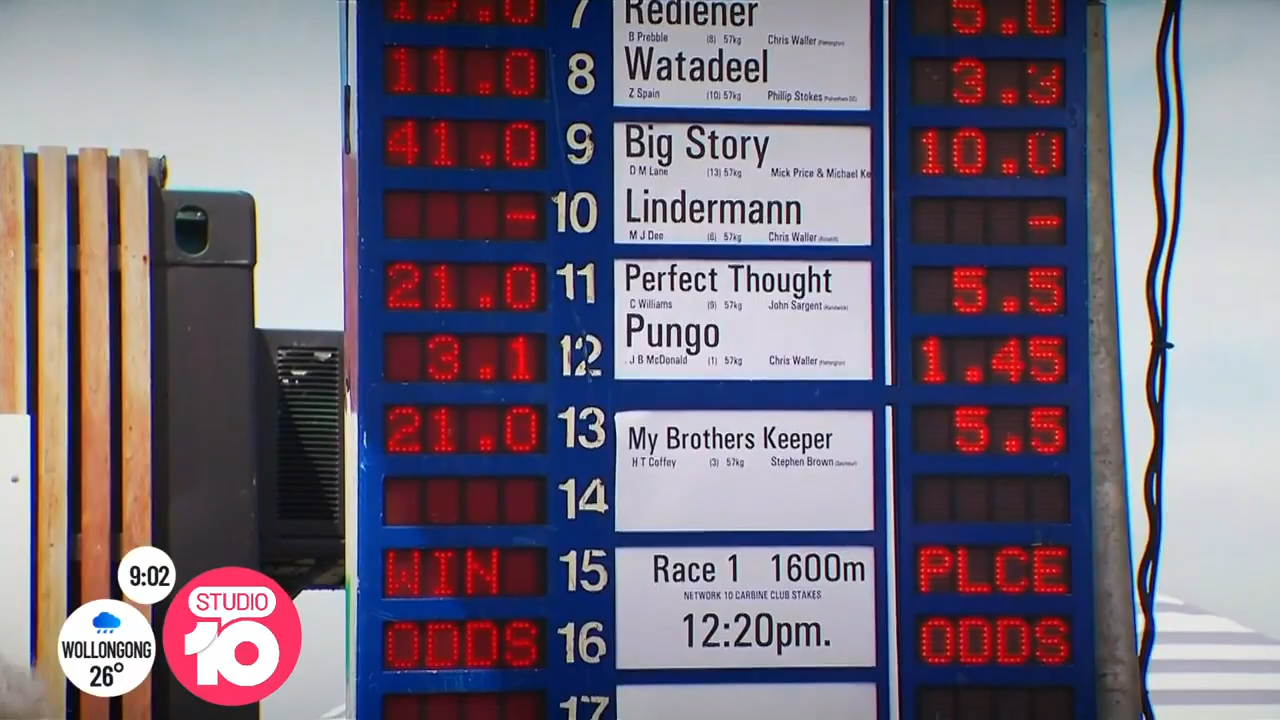 7 Rediener 5.0
B Prebble (8) 57kg Chris Waller
11.0 8 Watadeel 3.3
Z Spain (10) 57kg Phillip Stokes
41.0 9 Big Story 10.0
D M Lane (13) 57kg Mick Price & Michael Ke
- 10 Lindermann -
M J Dee (6) 57kg Chris Waller
21.0 11 Perfect Thought 5.5
C Williams (9) 57kg John Sargent
3.1 12 Pungo 1.45
J B McDonald (1) 57kg Chris Waller
21.0 13 My Brothers Keeper 5.5
H T Coffey (3) 57kg Stephen Brown
14
WIN 15 Race 1 1600m PLCE
NETWORK 10 CARBINE CLUB STAKES
ODDS 16 12:20pm. ODDS
17
9:02
STUDIO
10
WOLLONGONG
26°